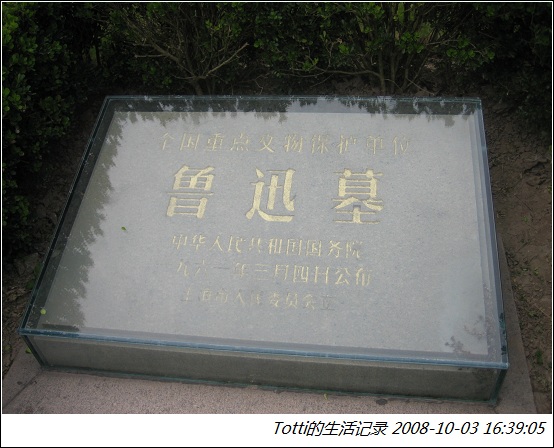 全国重点文物保护单位
鲁迅墓
中华人民共和国国务院
一九六一年三月四日公布
上海市人民委员会立
Totti的生活记录 2008-10-03 16:39:05